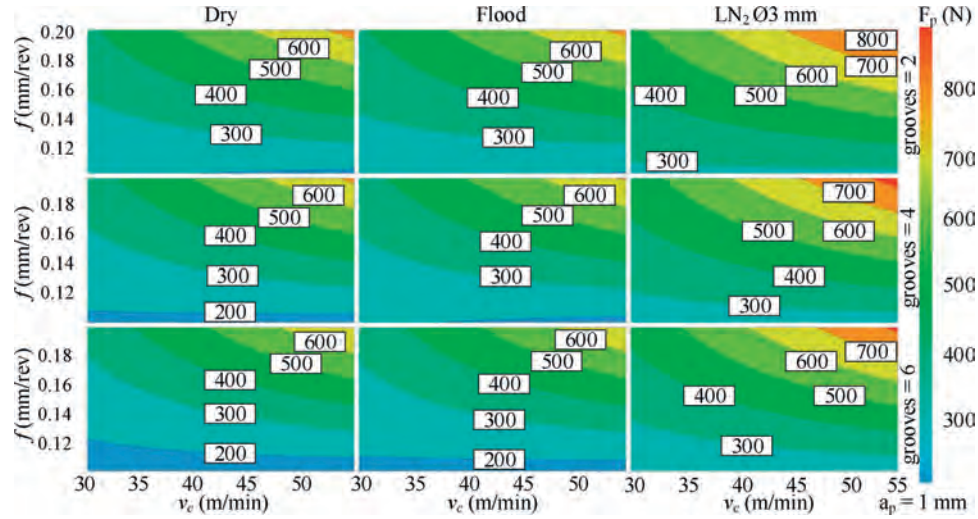 Dry Flood LN₂ Ø3 mm F_p (N)
0.20 600 600 800
0.18 500 500 600 700
0.16 400 400 400 500
0.14 300 300
0.12 300
f (mm/rev)
grooves = 2
600 600 700
0.18 500 500
0.16 400 400 500 600
0.14 300 300 400
0.12 200 300
f (mm/rev)
grooves = 4
600 600 700
0.18 500 500 600
0.16 400 400 400 500
0.14 300 300
0.12 200 200 300
f (mm/rev)
grooves = 6
800
700
600
500
400
300
30 35 40 45 50 30 35 40 45 50 30 35 40 45 50 55
v_c (m/min) v_c (m/min) v_c (m/min) a_p = 1 mm